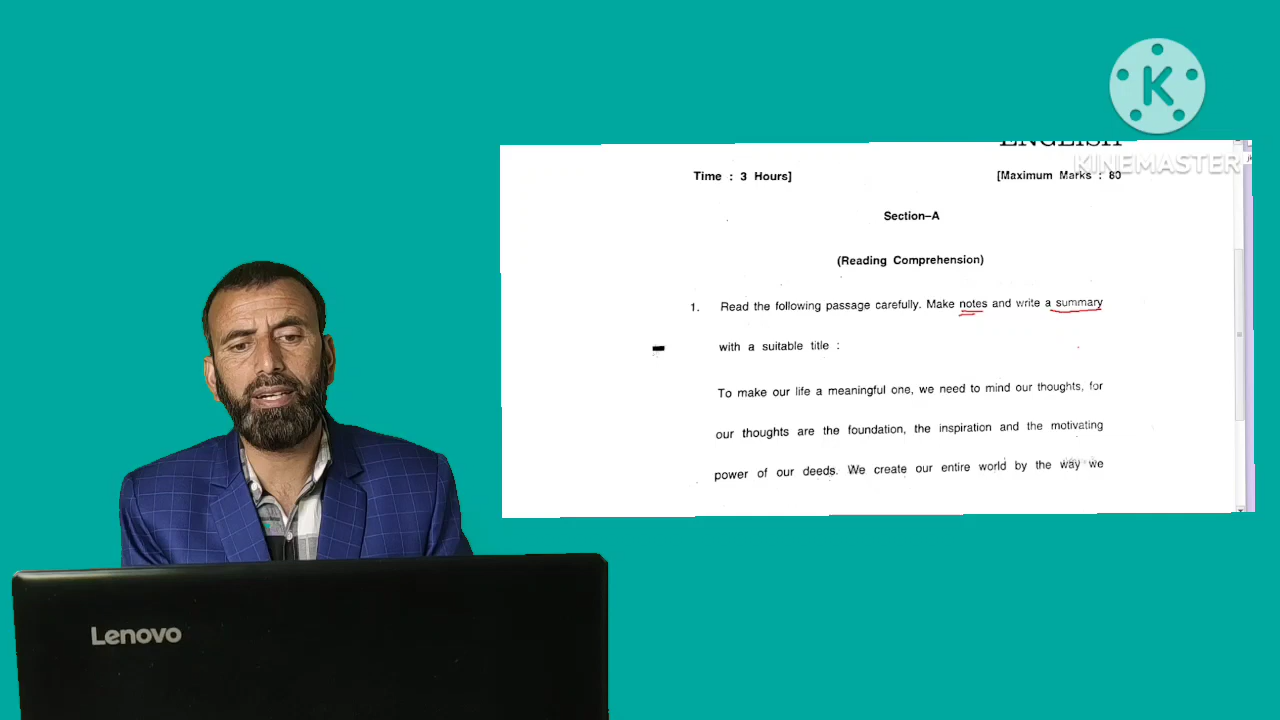 K
KINEMASTER
ENGLISH
Time : 3 Hours]
[Maximum Marks : 80
Section–A
(Reading Comprehension)
1. Read the following passage carefully. Make notes and write a summary
with a suitable title :
To make our life a meaningful one, we need to mind our thoughts, for
our thoughts are the foundation, the inspiration and the motivating
power of our deeds. We create our entire world by the way we
Lenovo